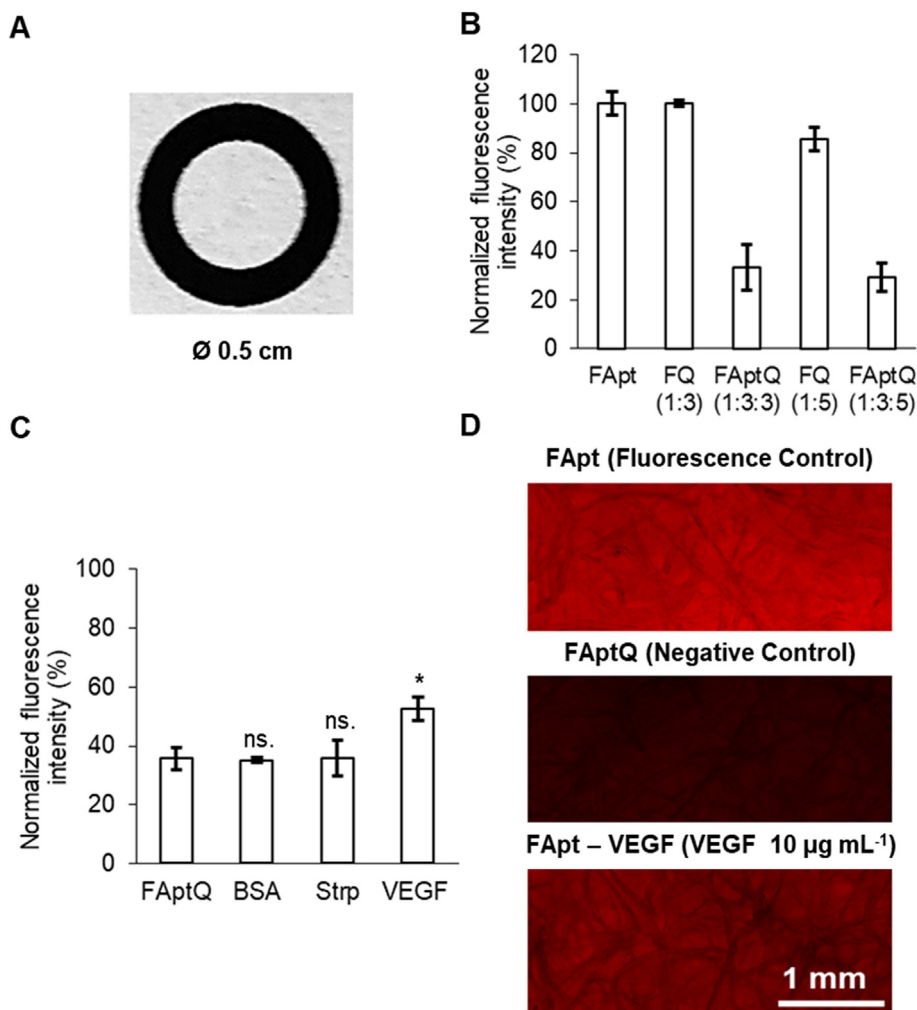 A
Ø 0.5 cm
B
Normalized fluorescence
intensity (%)
120
100
80
60
40
20
0
FApt
FQ
(1:3)
FAptQ
(1:3:3)
FQ
(1:5)
FAptQ
(1:3:5)
C
Normalized fluorescence
intensity (%)
100
80
60
40
20
0
ns.
ns.
*
FAptQ
BSA
Strp
VEGF
D
FApt (Fluorescence Control)
FAptQ (Negative Control)
FApt – VEGF (VEGF 10 µg mL-1)
1 mm